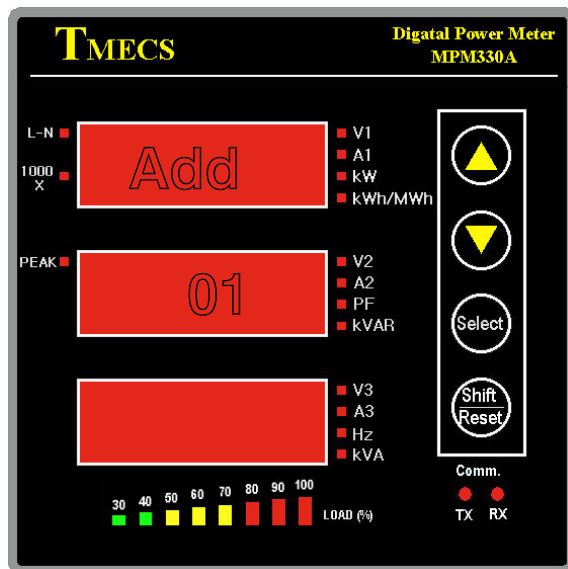 TMECS
Digatal Power Meter
MPM330A
L-N
1000
X
Add
V1
A1
kW
kWh/MWh
PEAK
01
V2
A2
PF
kVAR
Select
V3
A3
Hz
kVA
Shift
Reset
30 40 50 60 70 80 90 100
LOAD (%)
Comm.
TX RX